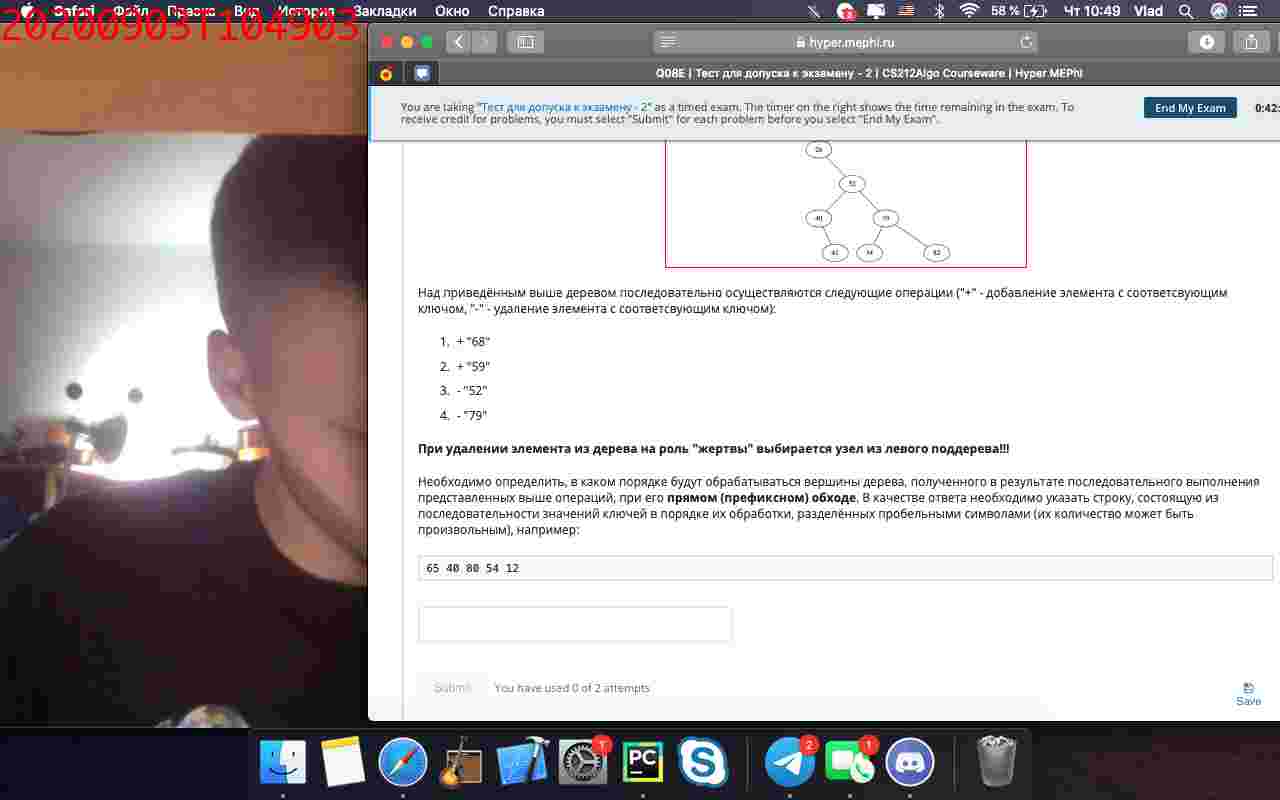 Safari Файл Правка Вид История Закладки Окно Справка
58 % Чт 10:49 Vlad
20200903T104903
hyper.mephi.ru
Q08E | Тест для допуска к экзамену - 2 | CS212Algo Courseware | Hyper.MEPhI
You are taking "Тест для допуска к экзамену - 2" as a timed exam. The timer on the right shows the time remaining in the exam. To
receive credit for problems, you must select "Submit" for each problem before you select "End My Exam".
End My Exam
0:42:
52
40
82
Над приведённым выше деревом последовательно осуществляются следующие операции ("+" - добавление элемента с соответсвующим
ключом, "-" - удаление элемента с соответсвующим ключом):
1. + "68"
2. + "59"
3. - "52"
4. - "79"
При удалении элемента из дерева на роль "жертвы" выбирается узел из левого поддерева!!!
Необходимо определить, в каком порядке будут обрабатываться вершины дерева, полученного в результате последовательного выполнения
представленных выше операций, при его прямом (префиксном) обходе. В качестве ответа необходимо указать строку, состоящую из
последовательности значений ключей в порядке их обработки, разделённых пробельными символами (их количество может быть
произвольным), например:
65 40 80 54 12
Submit You have used 0 of 2 attempts
Save
1
PC
2
1